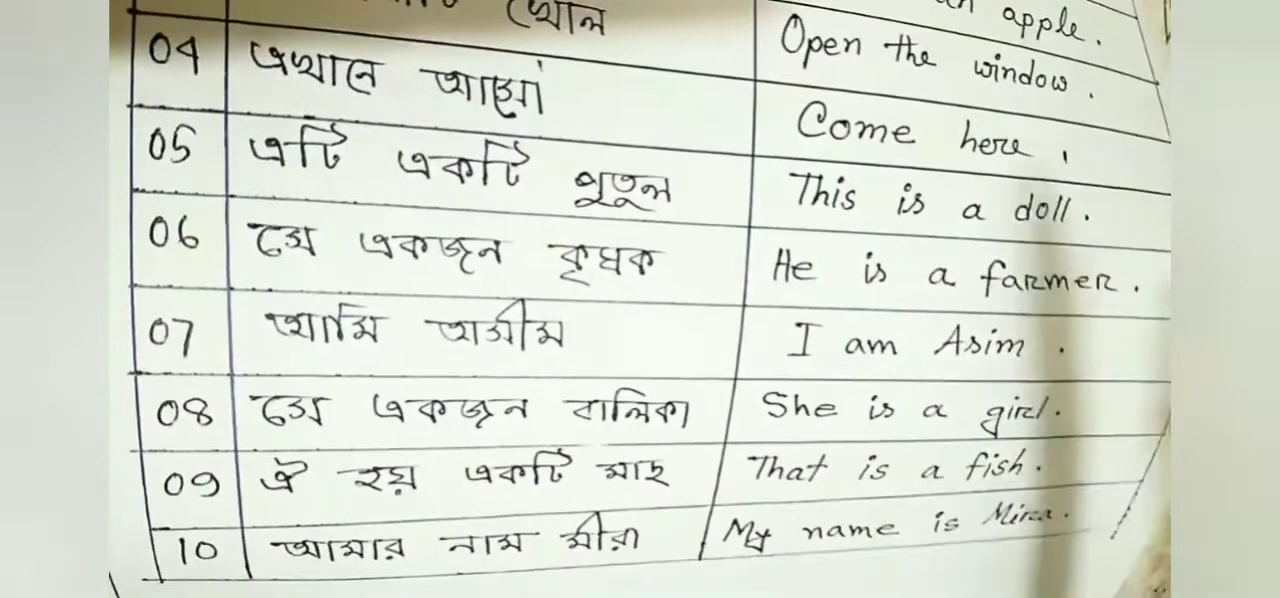 an apple.
খোল Open the window.
04 এখানে আসো Come here.
05 এটি একটি পুতুল This is a doll.
06 সে একজন কৃষক He is a farmer.
07 আমি অসীম I am Asim.
08 সে একজন বালিকা She is a girl.
09 ঐ হয় একটি মাছ That is a fish.
10 আমার নাম মীরা My name is Mira.